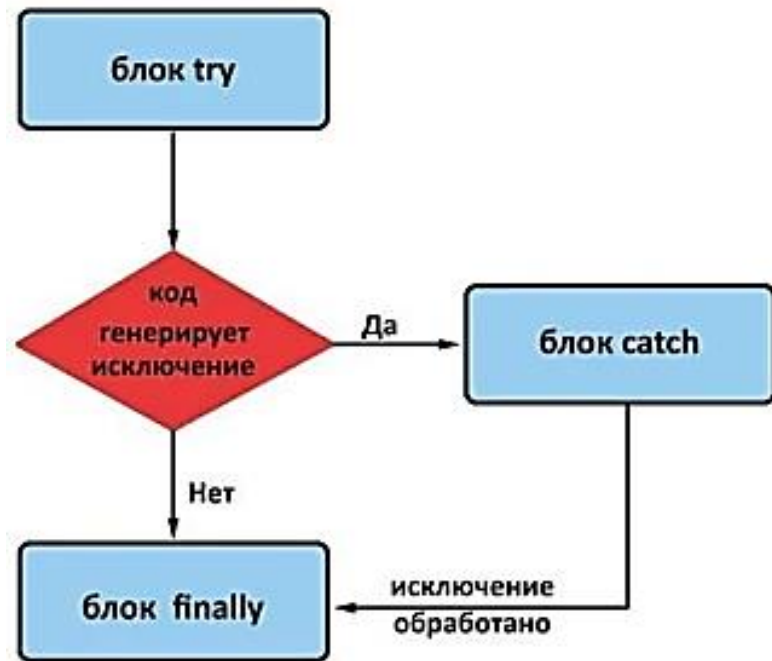 блок try
код
генерирует
исключение
Да
блок catch
Нет
блок finally
исключение
обработано